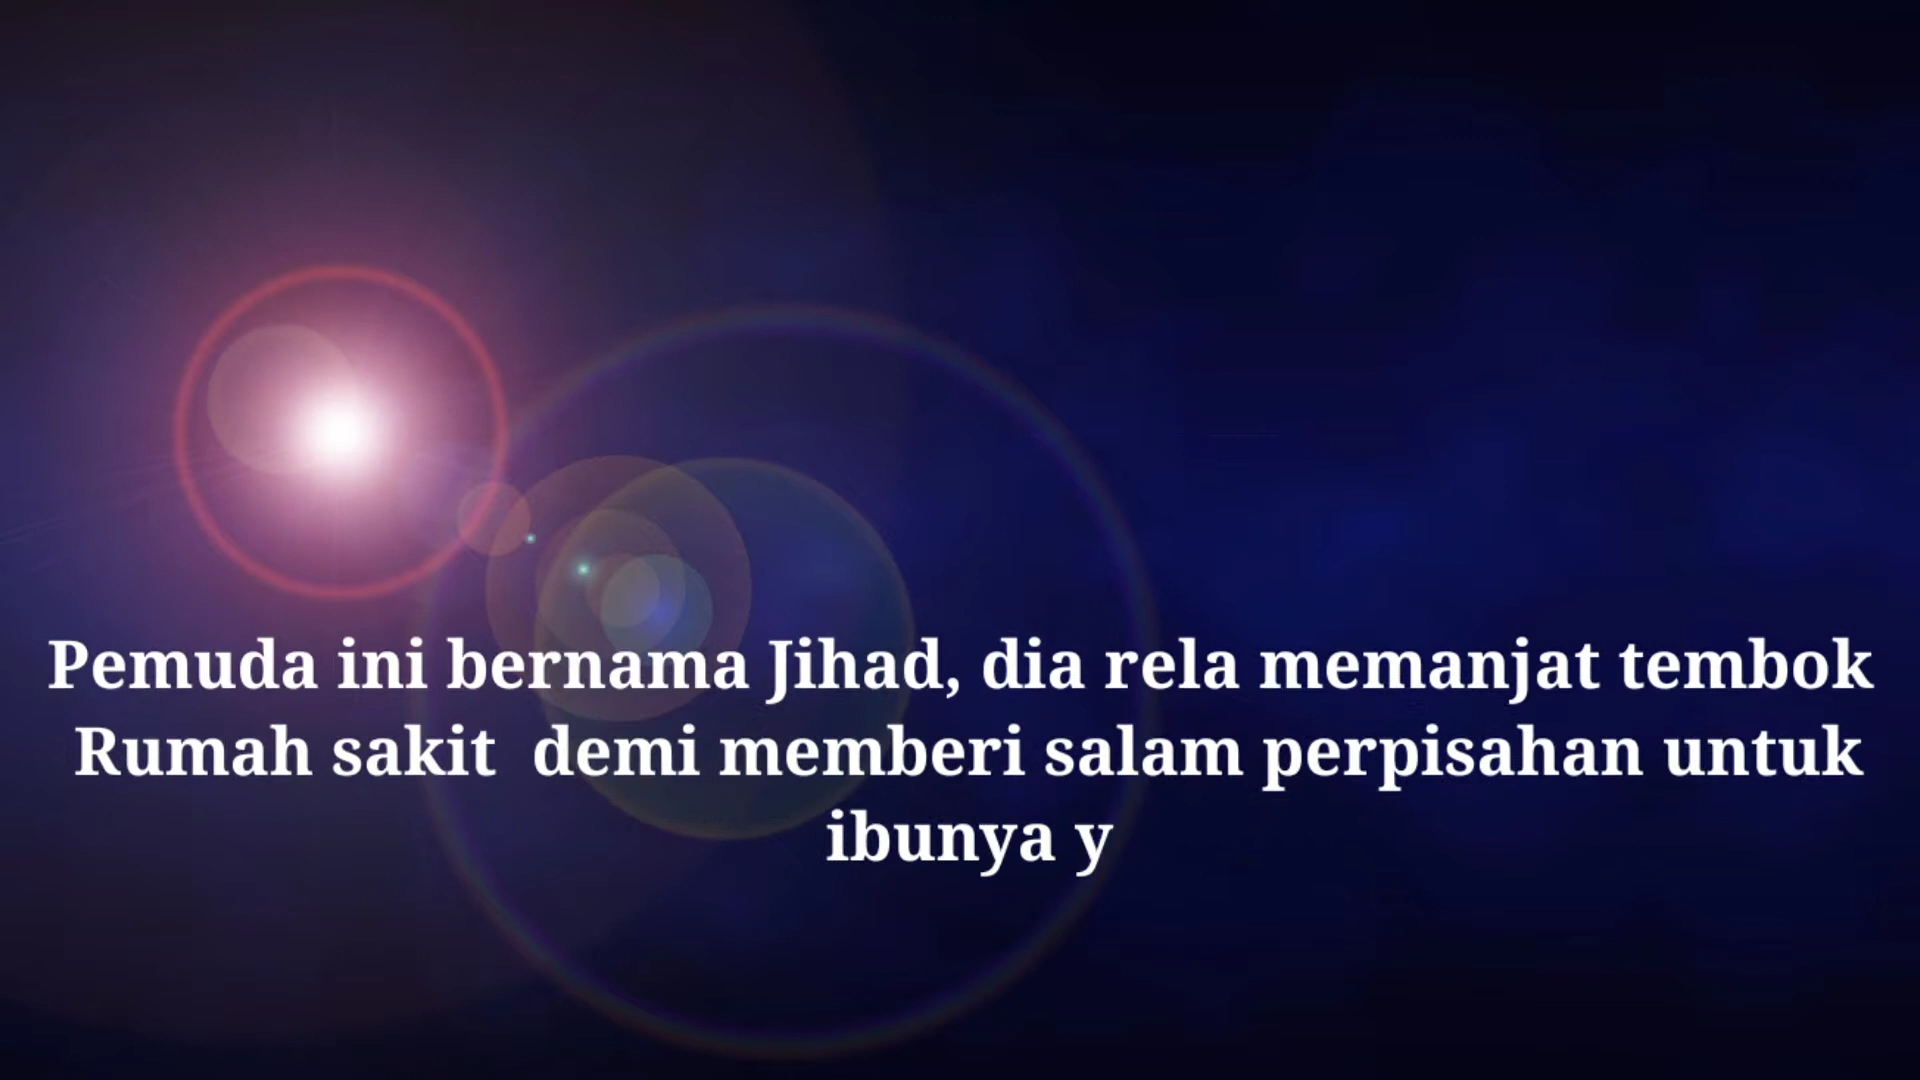 Pemuda ini bernama Jihad, dia rela memanjat tembok
Rumah sakit  demi memberi salam perpisahan untuk
ibunya y